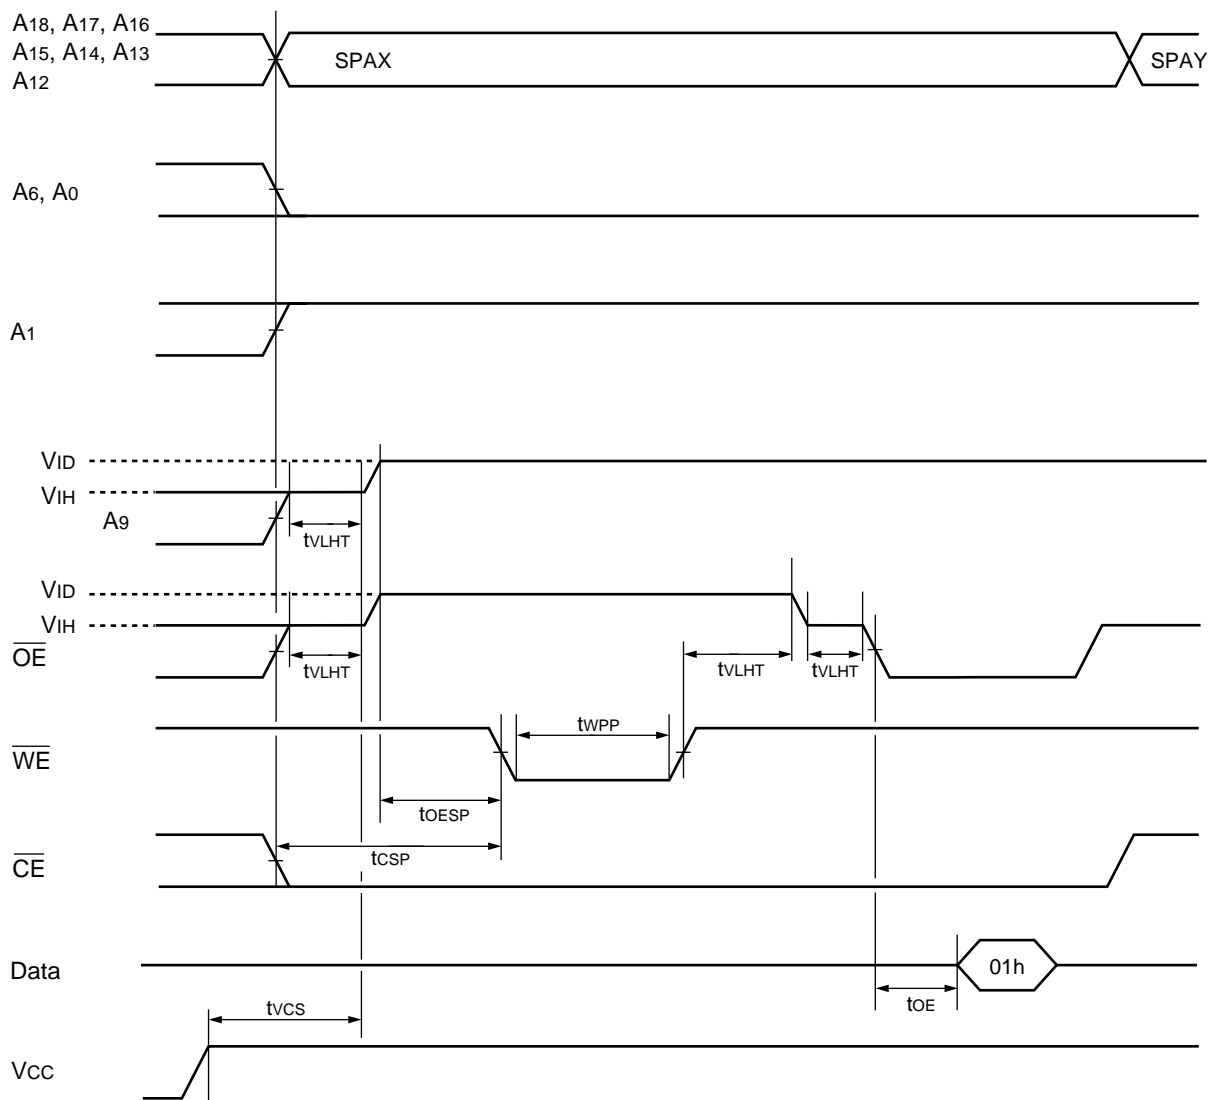 A18, A17, A16
A15, A14, A13
A12
SPAX
SPAY
A6, A0
A1
VID
VIH
A9
tVLHT
VID
VIH
OE
tVLHT
tVLHT
tVLHT
WE
tWPP
tOESP
CE
tCSP
Data
01h
tOE
tVCS
VCC